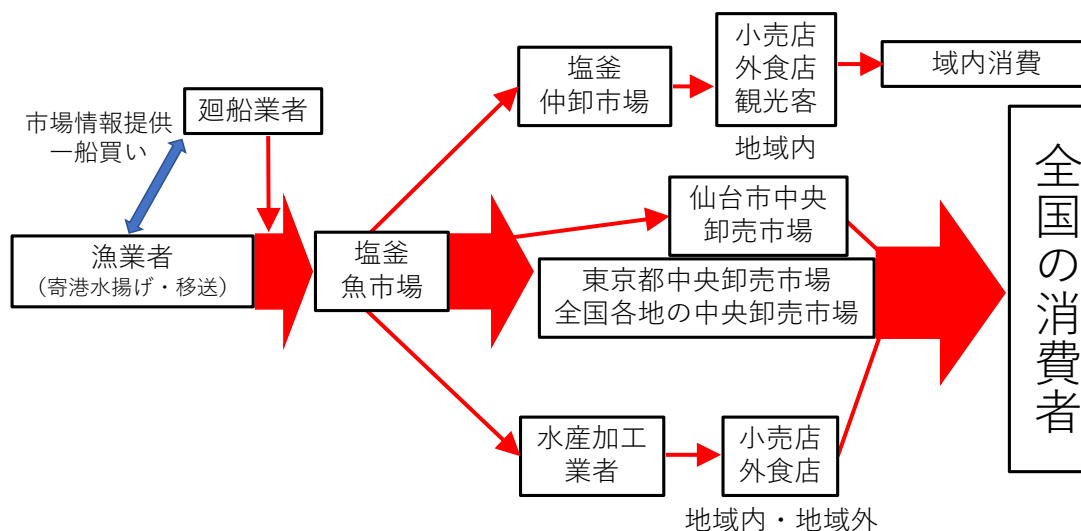 市場情報提供
一船買い
廻船業者
漁業者
（寄港水揚げ・移送）
塩釜
魚市場
塩釜
仲卸市場
小売店
外食店
観光客
地域内
域内消費
仙台市中央
卸売市場
東京都中央卸売市場
全国各地の中央卸売市場
水産加工
業者
小売店
外食店
地域内・地域外
全国の消費者